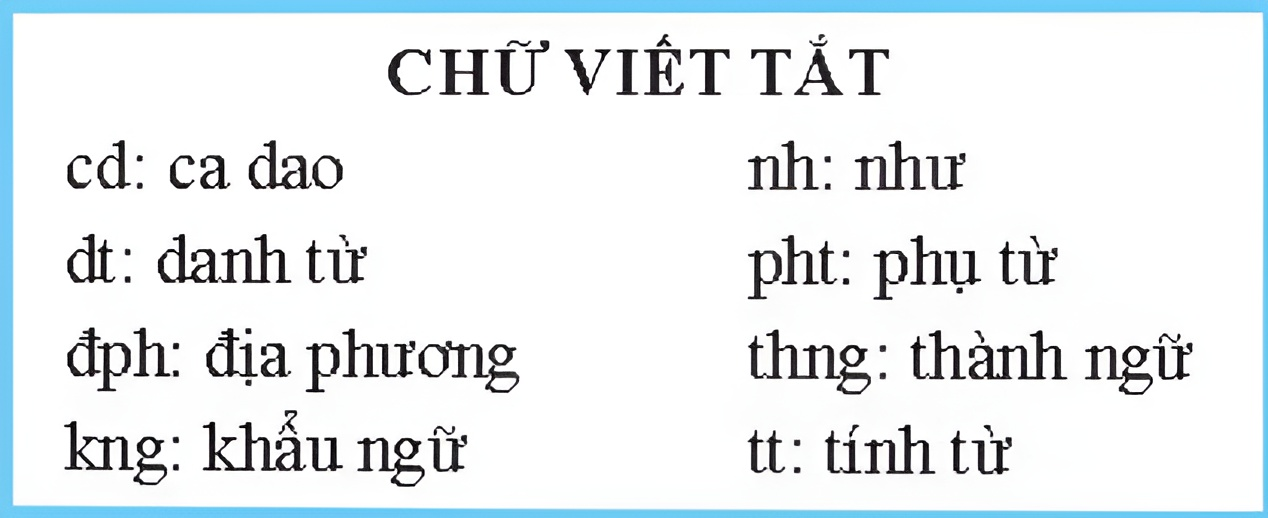 CHỮ VIẾT TẮT
cd: ca dao
dt: danh từ
đph: địa phương
kng: khẩu ngữ
nh: như
pht: phụ từ
thng: thành ngữ
tt: tính từ